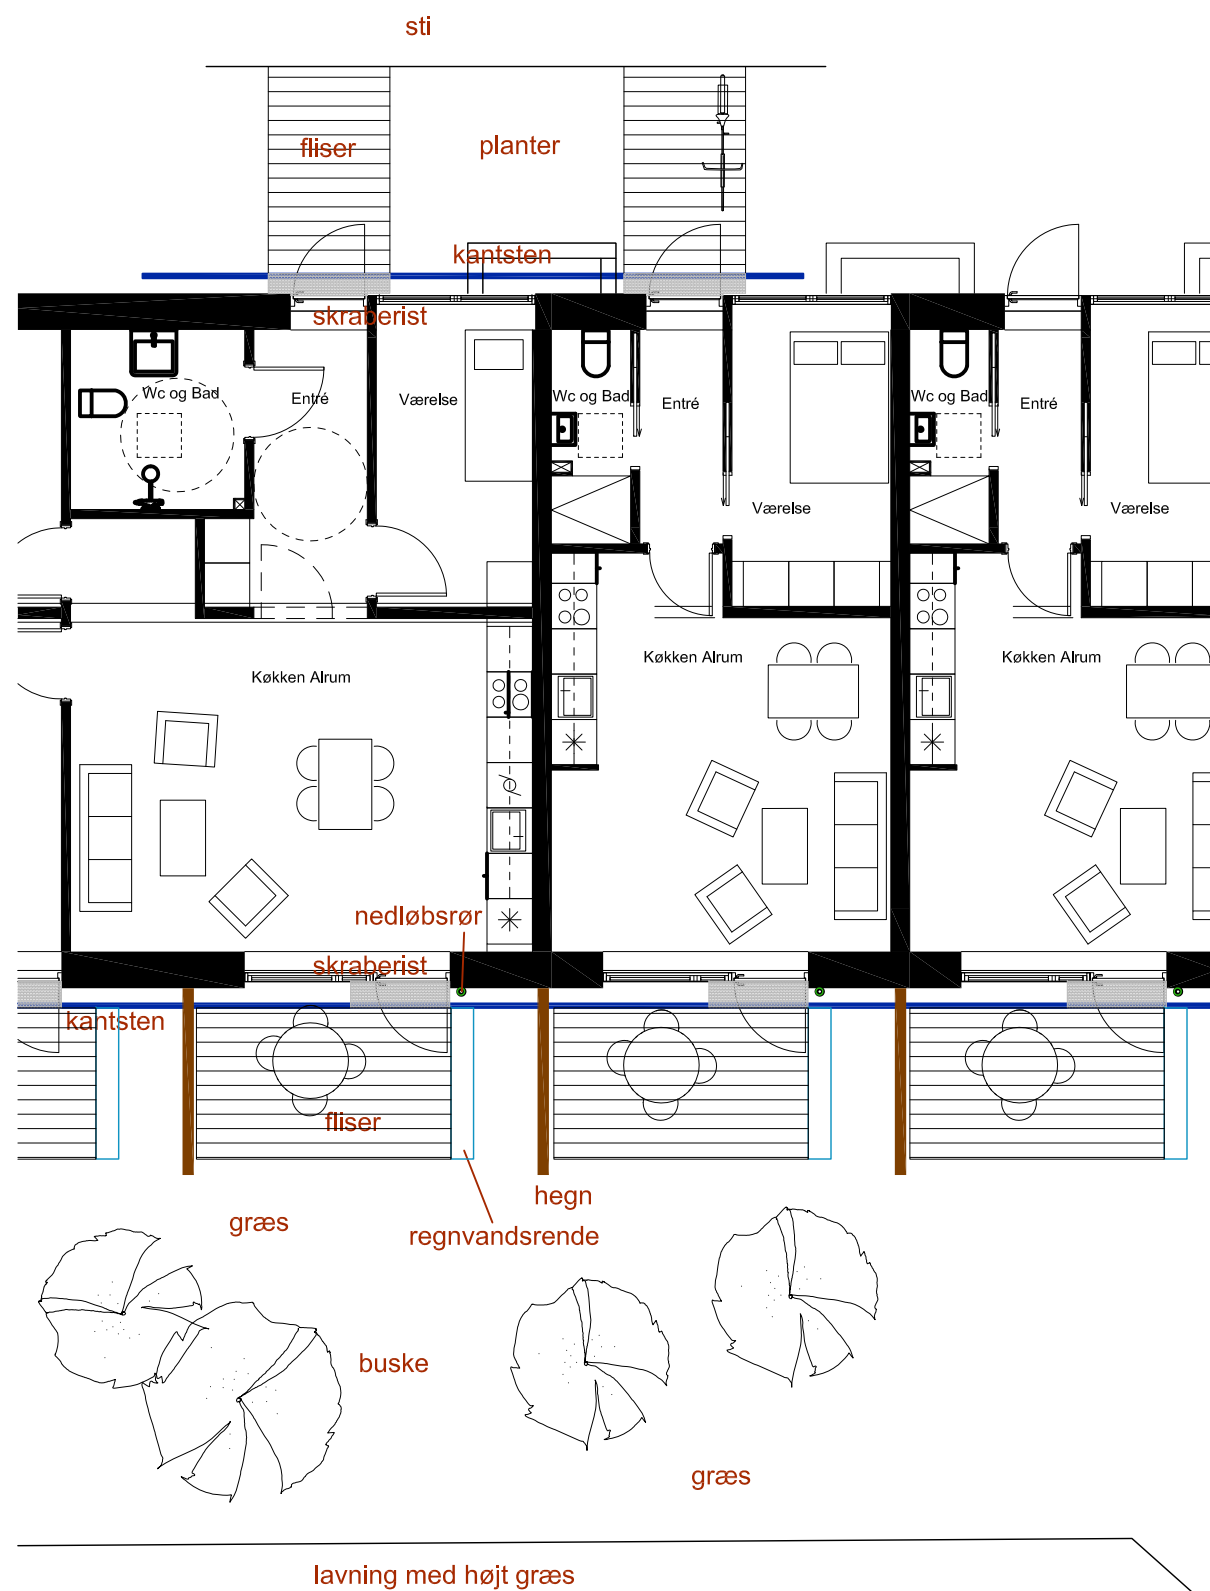 sti
fliser
planter
kantsten
skraberist
Wc og Bad
Entré
Værelse
Wc og Bad
Entré
Wc og Bad
Entré
Værelse
Værelse
Køkken Alrum
Køkken Alrum
Køkken Alrum
nedløbsrør
skraberist
kantsten
fliser
hegn
græs
regnvandsrende
buske
græs
lavning med højt græs